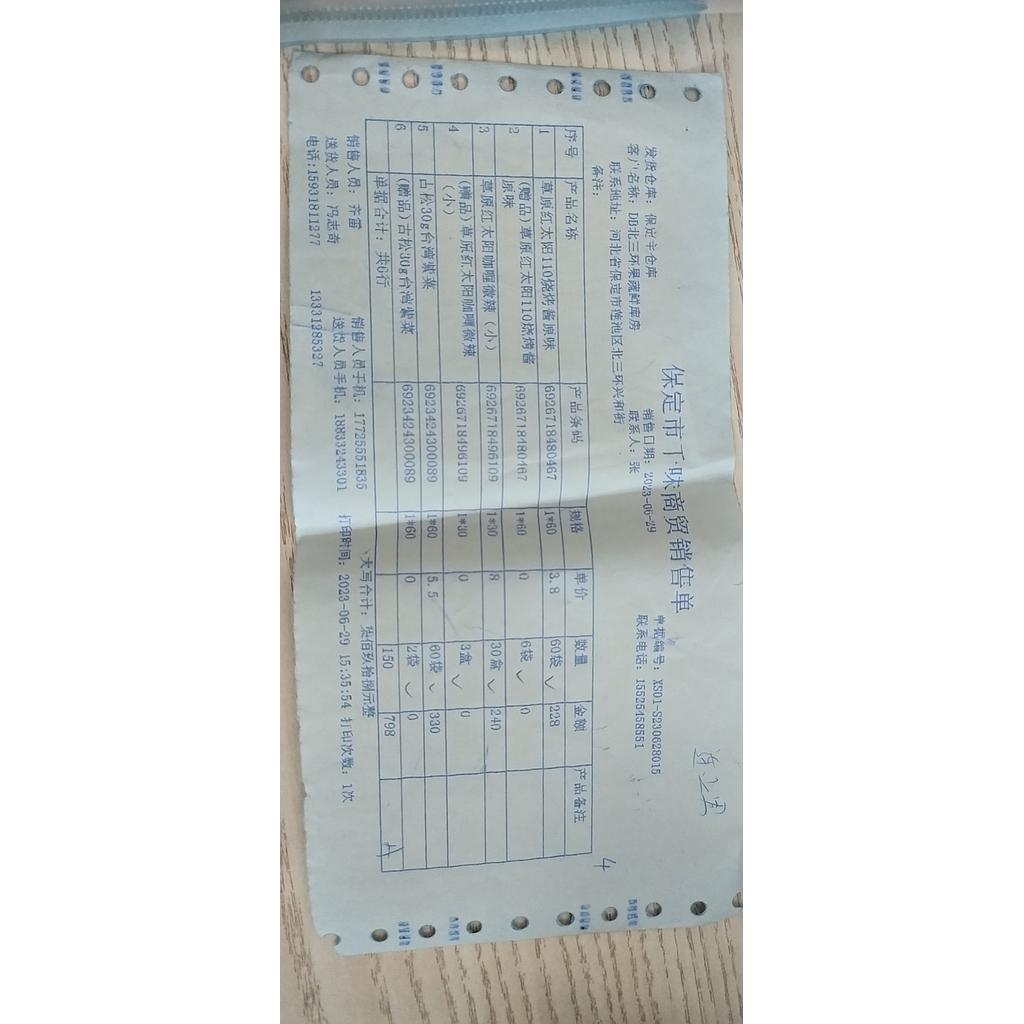 保定市千味商贸销售单
发货仓库：保定主仓库 销售日期：2023-06-29 单据编号：XS01-S230628015
客户名称：DB北三环果蔬鲜库房 联系人：张 联系电话：15525458551
联系地址：河北省保定市莲池区北三环兴和街
备注：
4
序号 产品名称 产品条码 规格 单价 数量 金额 产品备注
1 草原红太阳110烧烤酱原味 6926718480467 1*60 3.8 60袋 228
2 (赠品)草原红太阳110烧烤酱原味 6926718480467 1*60 0 6袋 0
3 草原红太阳咖喱微辣（小） 6926718496109 1*30 8 30盒 240
4 (赠品)草原红太阳咖喱微辣（小） 6926718496109 1*30 0 3盒 0
5 古松30g台湾紫菜 6923424300089 1*60 5.5 60袋 330
6 (赠品)古松30g台湾紫菜 6923424300089 1*60 0 2袋 0
单据合计：共6行 150 798
大写合计：柒佰玖拾捌元整
销售人员：齐雷 销售人员手机：17725551835 打印时间：2023-06-29 15:35:54 打印次数：1次
送货人员：冯志奇 送货人员手机：18833243301
电话:15931811277 13331285327